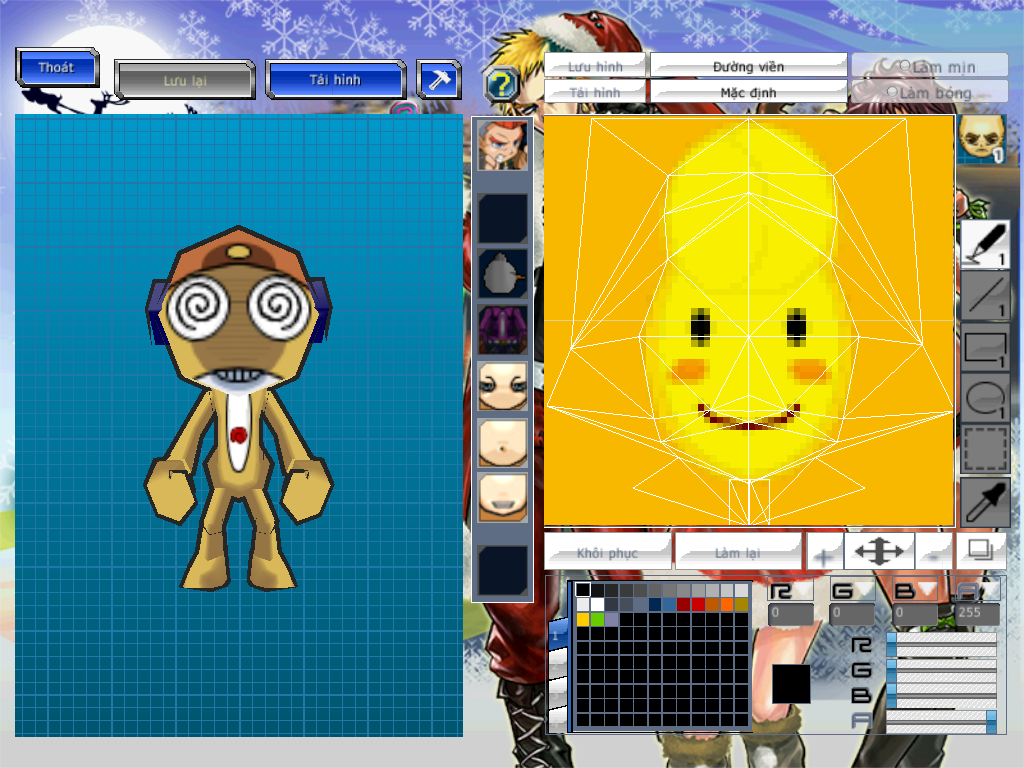 Thoát
Lưu lại
Tải hình
?
Lưu hình
Đường viền
Làm mịn
Tải hình
Mặc định
Làm bóng
1
1
1
1
1
Khôi phục
Làm lại
+
-
R G B A
0 0 0 255
1
R
G
B
A